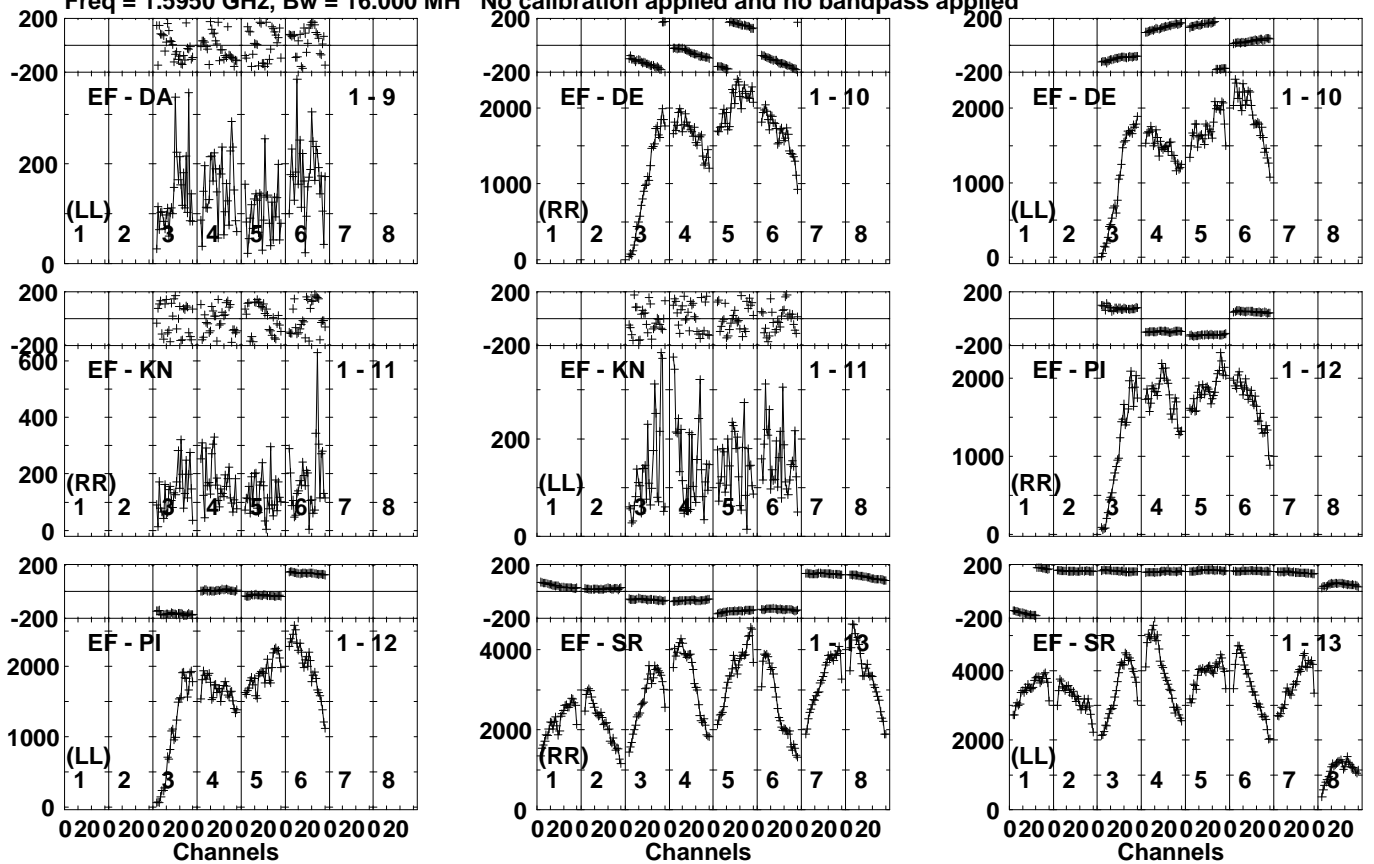 Freq = 1.5950 GHz, Bw = 16.000 MH No calibration applied and no bandpass applied
200
-200
EF - DA 1 - 9
200
0
(LL)
1 2 3 4 5 6 7 8
200
-200
EF - DE 1 - 10
2000
1000
0
(RR)
1 2 3 4 5 6 7 8
200
-200
EF - DE 1 - 10
2000
1000
0
(LL)
1 2 3 4 5 6 7 8
200
-200
EF - KN 1 - 11
600
400
200
0
(RR)
1 2 3 4 5 6 7 8
200
-200
EF - KN 1 - 11
200
0
(LL)
1 2 3 4 5 6 7 8
200
-200
EF - PI 1 - 12
2000
1000
0
(RR)
1 2 3 4 5 6 7 8
200
-200
EF - PI 1 - 12
2000
1000
0
(LL)
1 2 3 4 5 6 7 8
020020020020020020020020
Channels
200
-200
EF - SR 1 - 13
4000
2000
0
(RR)
1 2 3 4 5 6 7 8
020020020020020020020020
Channels
200
-200
EF - SR 1 - 13
4000
2000
0
(LL)
1 2 3 4 5 6 7 8
020020020020020020020020
Channels